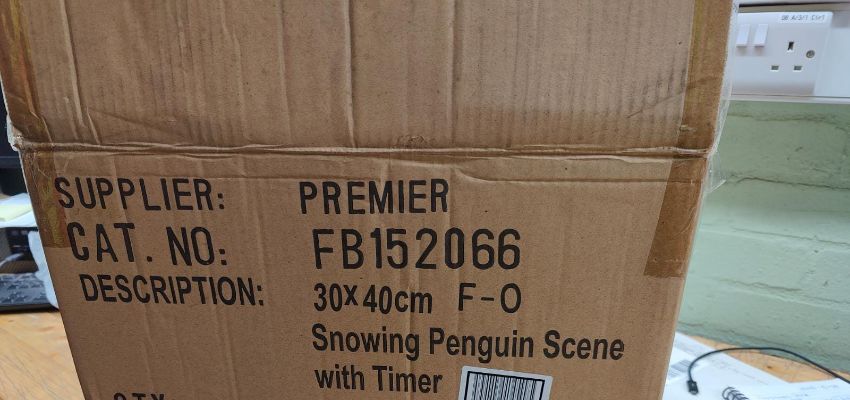 SUPPLIER: PREMIER
CAT. NO: FB152066
DESCRIPTION: 30x40cm F-O
Snowing Penguin Scene
with Timer